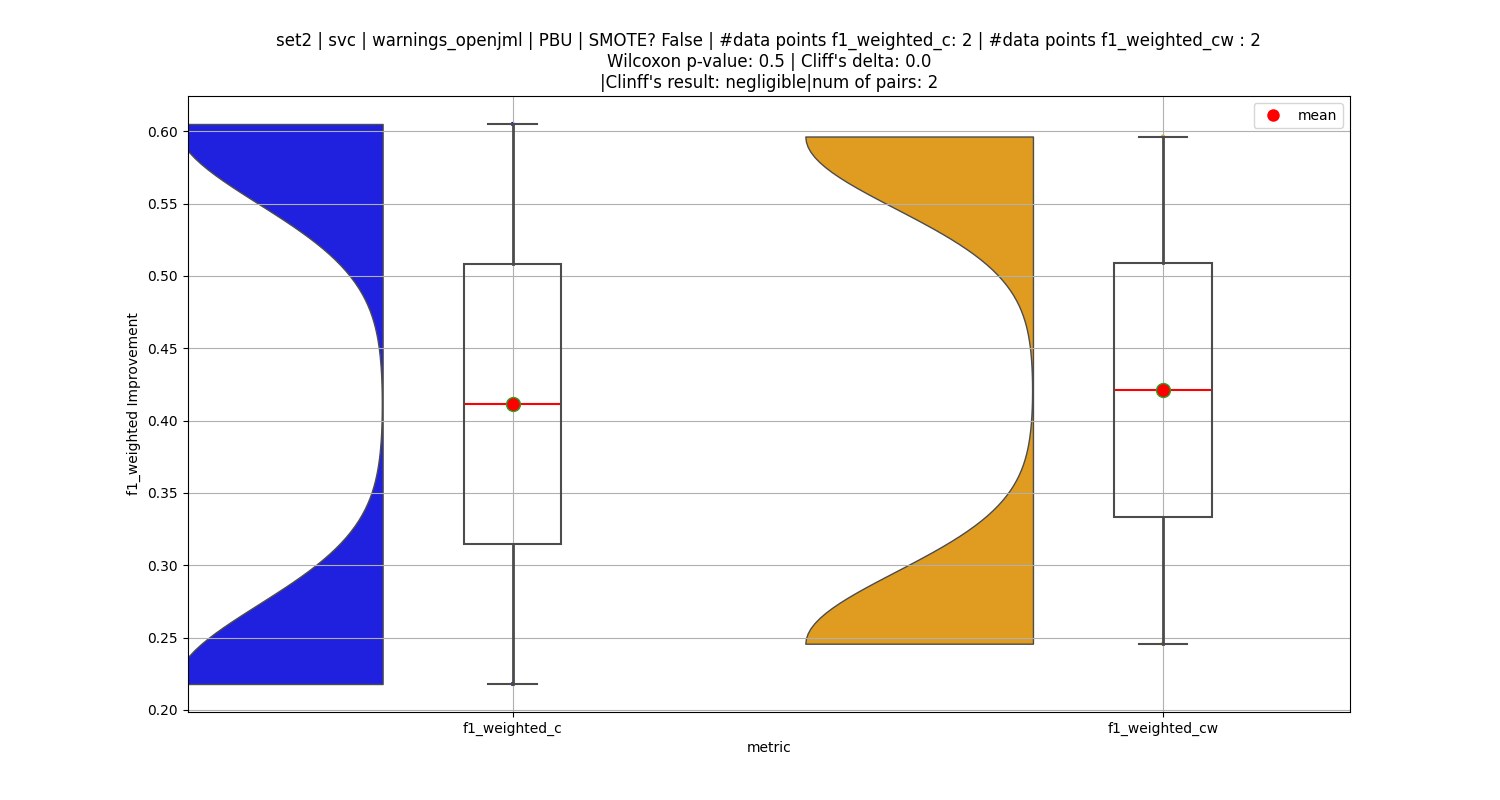 set2 | svc | warnings_openjml | PBU | SMOTE? False | #data points f1_weighted_c: 2 | #data points f1_weighted_cw : 2
Wilcoxon p-value: 0.5 | Cliff's delta: 0.0
|Clinff's result: negligible|num of pairs: 2
mean
f1_weighted Improvement
0.60
0.55
0.50
0.45
0.40
0.35
0.30
0.25
0.20
f1_weighted_c
f1_weighted_cw
metric